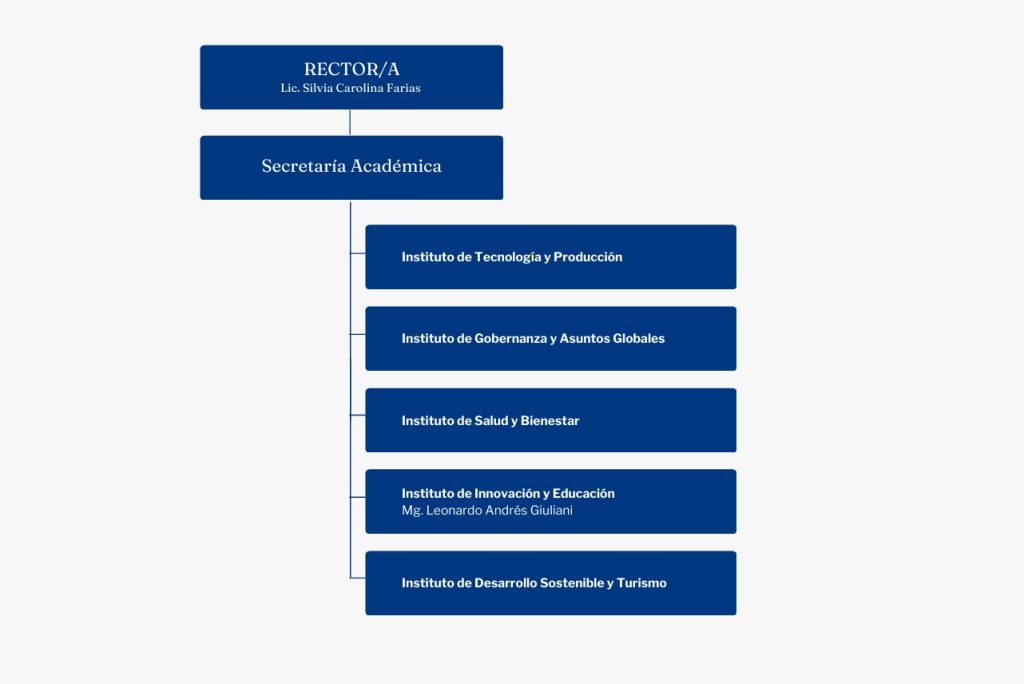 RECTOR/A
Lic. Silvia Carolina Farias
Secretaría Académica
Instituto de Tecnología y Producción
Instituto de Gobernanza y Asuntos Globales
Instituto de Salud y Bienestar
Instituto de Innovación y Educación
Mg. Leonardo Andrés Giuliani
Instituto de Desarrollo Sostenible y Turismo